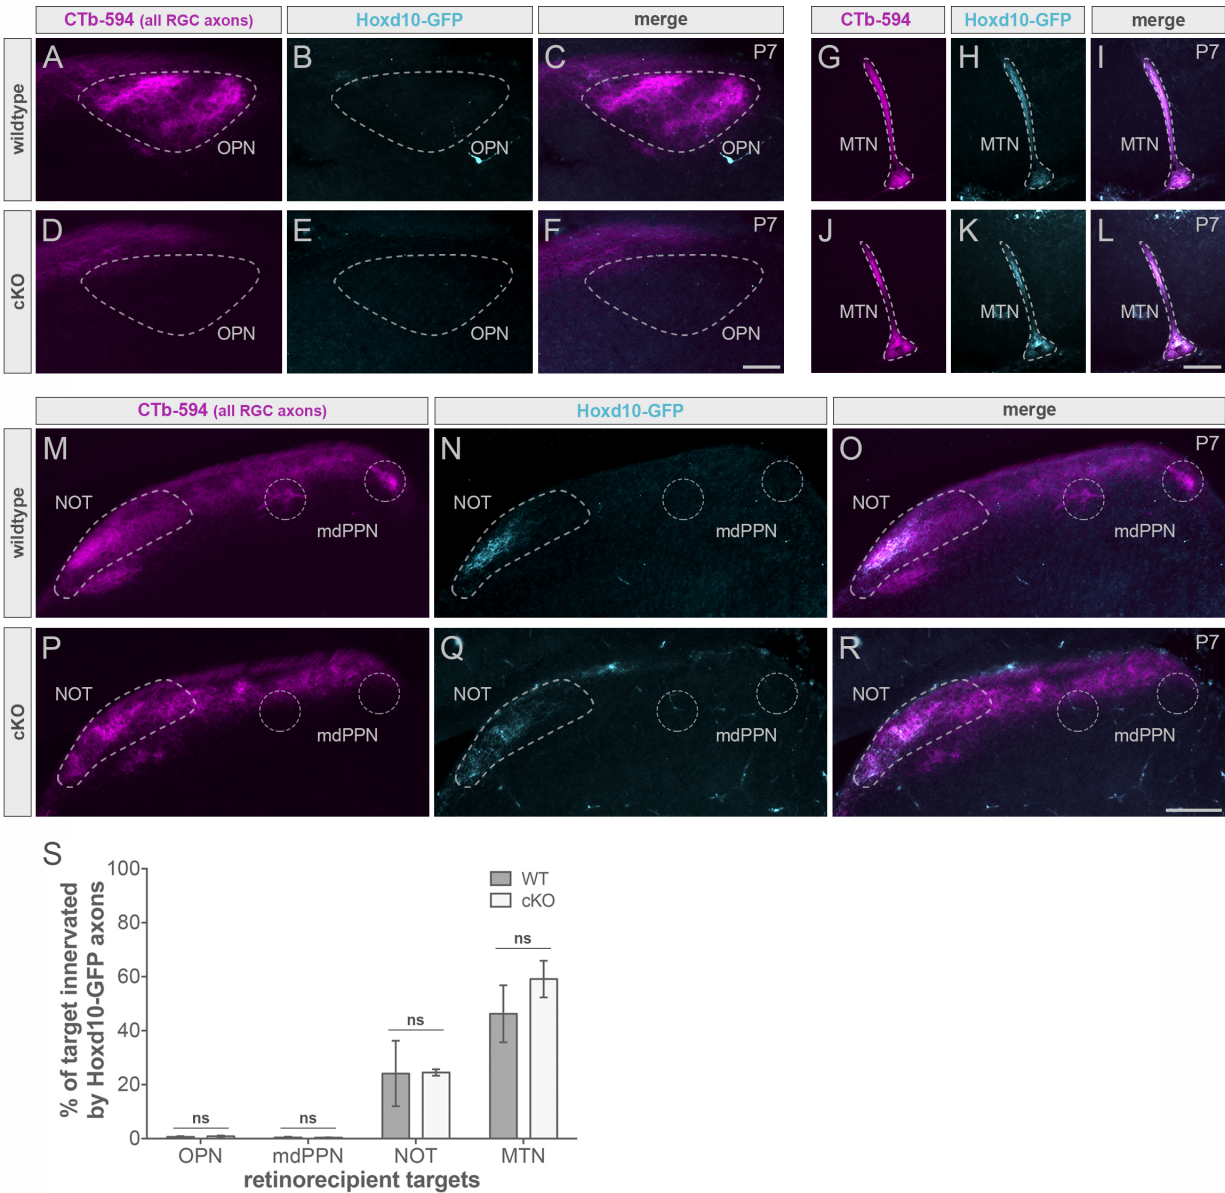 CTb-594 (all RGC axons) Hoxd10-GFP merge CTb-594 Hoxd10-GFP merge
wildtype
A OPN B OPN C P7 OPN G MTN H MTN I P7 MTN
cKO
D OPN E OPN F P7 OPN J MTN K MTN L P7 MTN
CTb-594 (all RGC axons) Hoxd10-GFP merge
wildtype
M NOT mdPPN N NOT mdPPN O P7 NOT mdPPN
cKO
P NOT mdPPN Q NOT mdPPN R P7 NOT mdPPN
S
% of target innervated
by Hoxd10-GFP axons
100
80
60
40
20
0
WT
cKO
ns ns ns ns
OPN mdPPN NOT MTN
retinorecipient targets